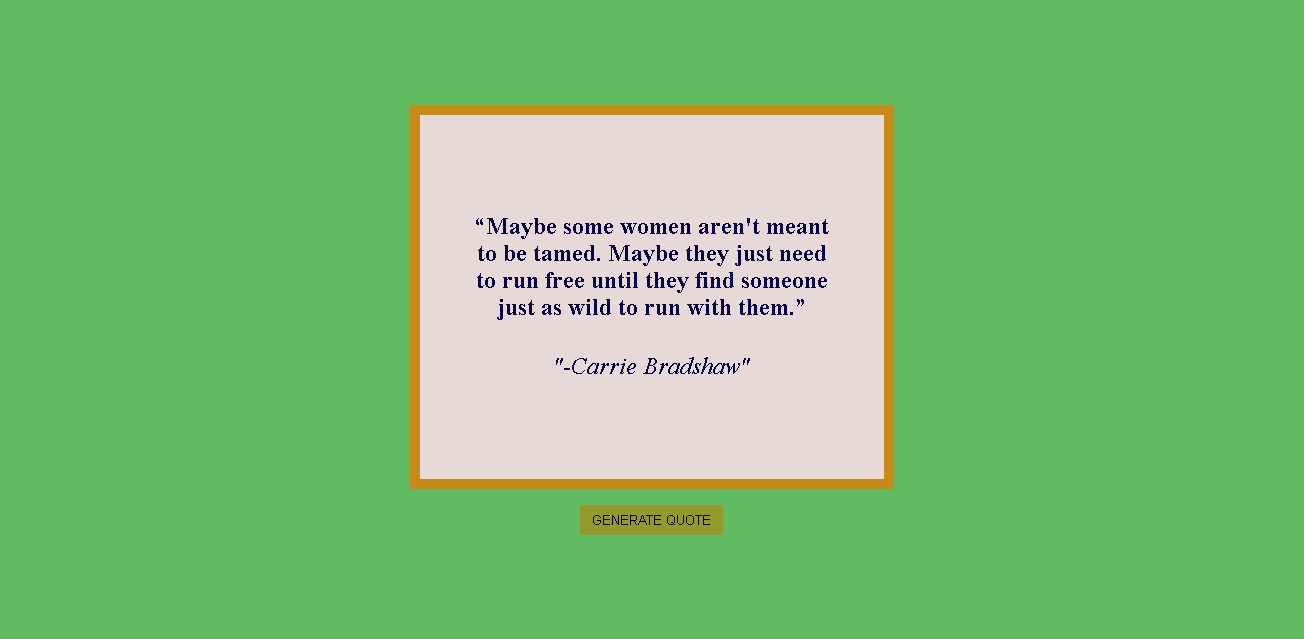 “Maybe some women aren't meant
to be tamed. Maybe they just need
to run free until they find someone
just as wild to run with them.”
"-Carrie Bradshaw"
GENERATE QUOTE